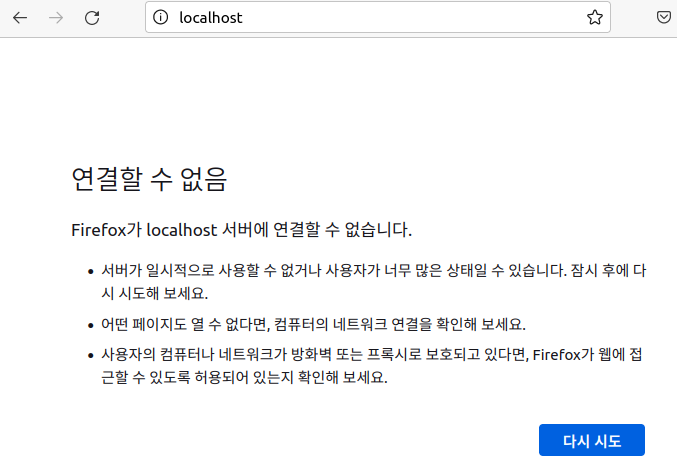 localhost
연결할 수 없음
Firefox가 localhost 서버에 연결할 수 없습니다.
• 서버가 일시적으로 사용할 수 없거나 사용자가 너무 많은 상태일 수 있습니다. 잠시 후에 다
시 시도해 보세요.
• 어떤 페이지도 열 수 없다면, 컴퓨터의 네트워크 연결을 확인해 보세요.
• 사용자의 컴퓨터나 네트워크가 방화벽 또는 프록시로 보호되고 있다면, Firefox가 웹에 접
근할 수 있도록 허용되어 있는지 확인해 보세요.
다시 시도